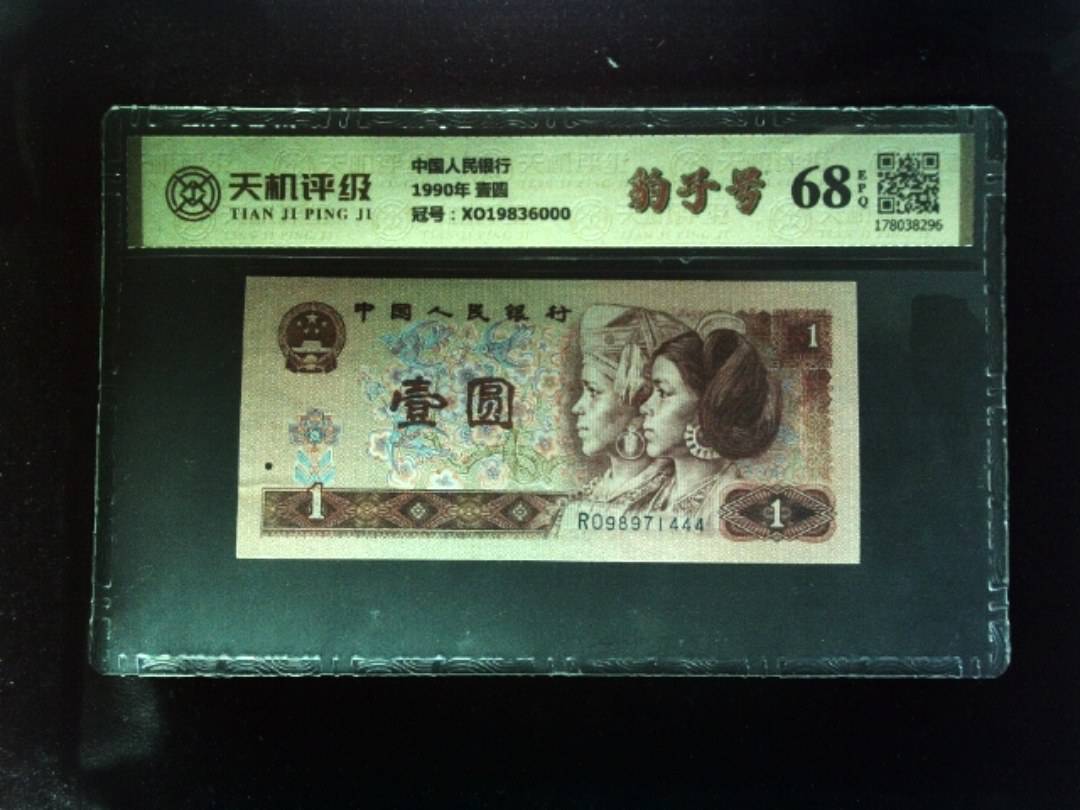 天机评级
TIAN JI PING JI
中国人民银行
1990年 壹圆
冠号：XO19836000
豹子号
68
EPQ
178038296
中国人民银行
1
壹圆
1
RO98971444
1